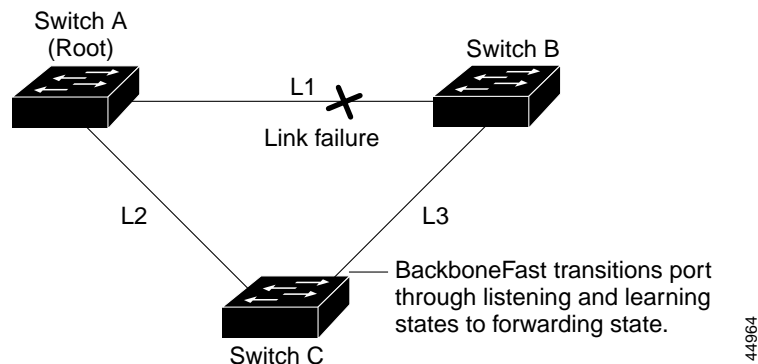 Switch A
(Root)
Switch B
L1
Link failure
L2
L3
BackboneFast transitions port
through listening and learning
states to forwarding state.
Switch C
44964